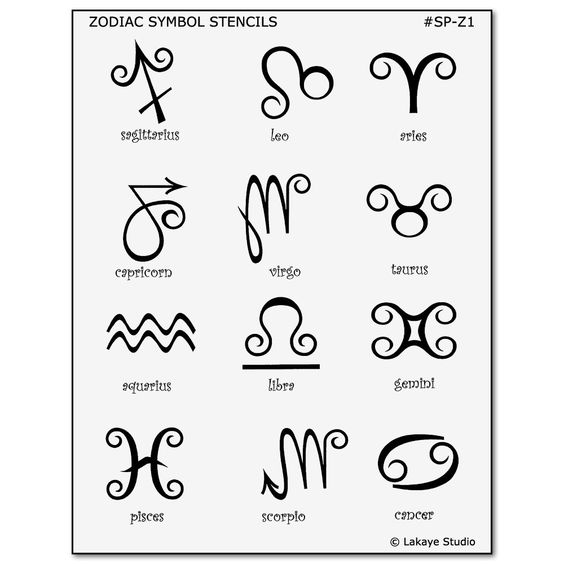 ZODIAC SYMBOL STENCILS #SP-Z1
sagittarius leo aries
capricorn virgo taurus
aquarius libra gemini
pisces scorpio cancer
© Lakaye Studio